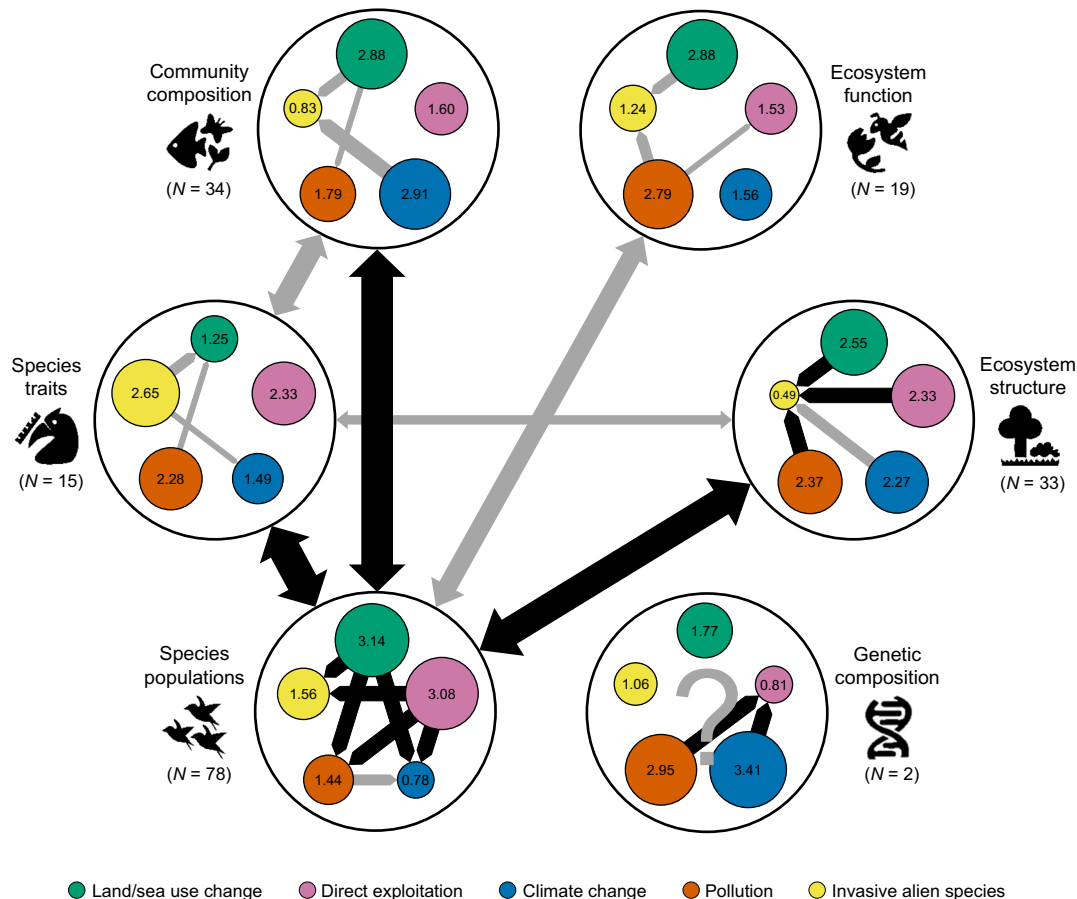 Community
composition
(N = 34)
2.88
0.83
1.60
1.79
2.91
Ecosystem
function
(N = 19)
2.88
1.24
1.53
2.79
1.56
Species
traits
(N = 15)
1.25
2.65
2.33
2.28
1.49
Ecosystem
structure
(N = 33)
2.55
0.49
2.33
2.37
2.27
Species
populations
(N = 78)
3.14
1.56
3.08
1.44
0.78
Genetic
composition
(N = 2)
1.77
1.06
0.81
?
2.95
3.41
Land/sea use change
Direct exploitation
Climate change
Pollution
Invasive alien species